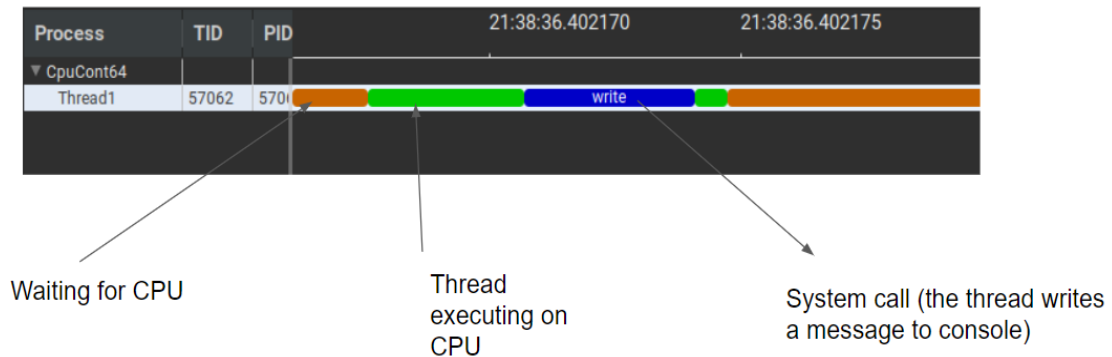 Process TID PID 21:38:36.402170 21:38:36.402175
CpuCont64
Thread1 57062 570 write
Waiting for CPU
Thread
executing on
CPU
System call (the thread writes
a message to console)